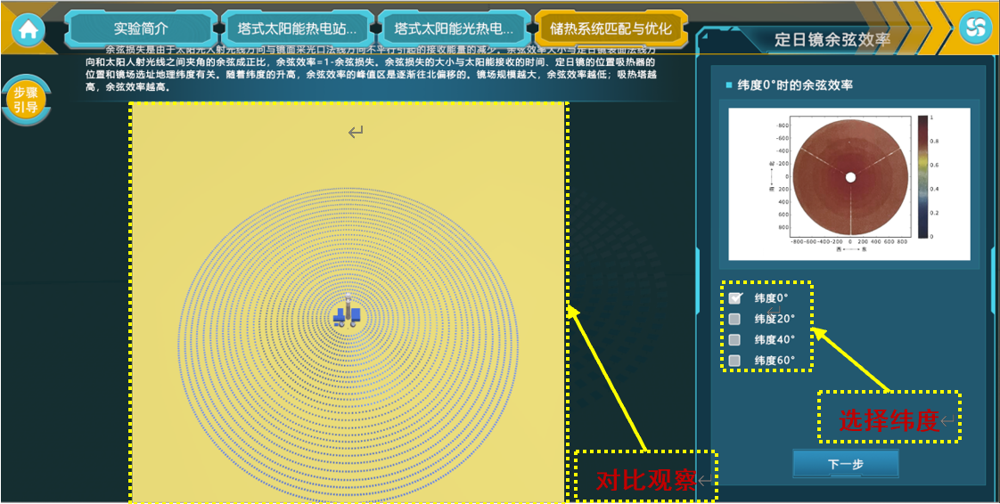 实验简介
塔式太阳能热电站...
塔式太阳能光热电...
储热系统匹配与优化
定日镜余弦效率
余弦损失是由于太阳光入射光线方向与镜面采光口法线方向不平行引起的接收能量的减少。余弦效率大小与定日镜表面法线方
向和太阳入射光线之间夹角的余弦成正比，余弦效率=1-余弦损失。余弦损失的大小与太阳能接收的时间、定日镜的位置吸热器的
位置和镜场选址地理纬度有关。随着纬度的升高，余弦效率的峰值区是逐渐往北偏移的。镜场规模越大，余弦效率越低；吸热塔越
高，余弦效率越高。
步骤
引导
纬度0°时的余弦效率
-800
-600
-400
-200
0
200
400
600
800
-800 -600 -400 -200 0 200 400 600 800
西 东
1
0.8
0.6
0.4
0.2
0
纬度0°
纬度20°
纬度40°
纬度60°
选择纬度
对比观察
下一步